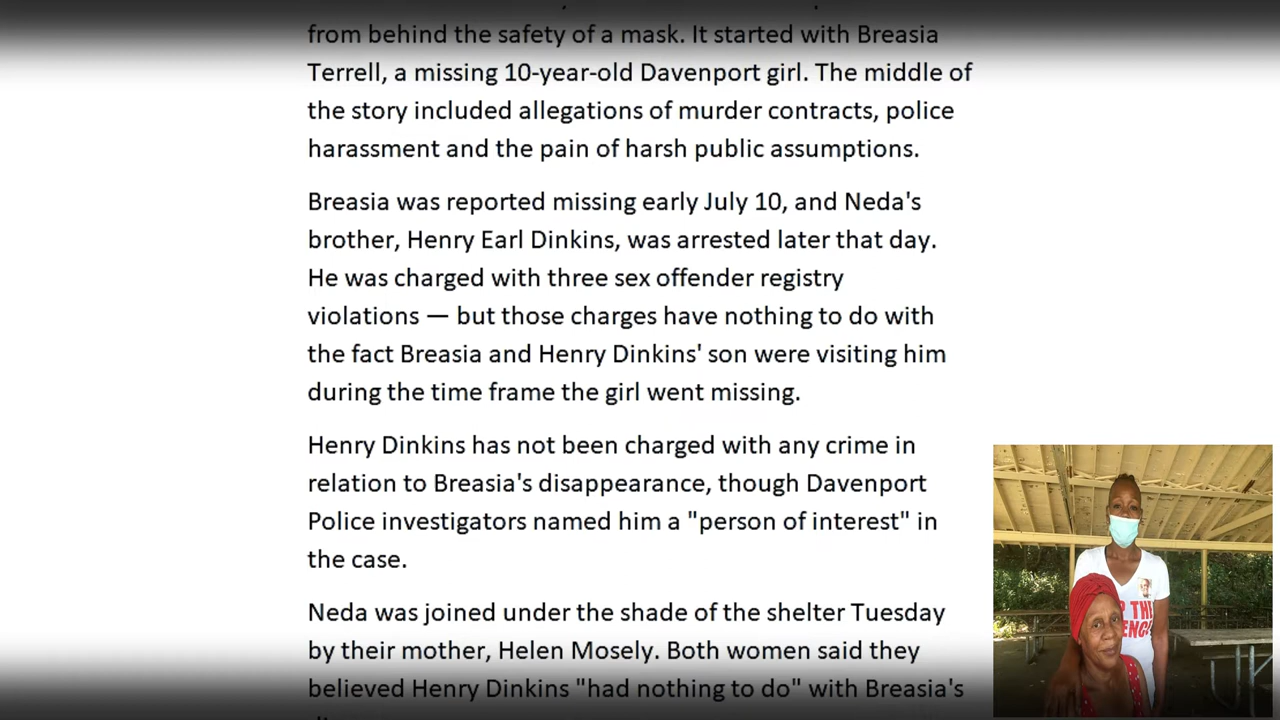 from behind the safety of a mask. It started with Breasia
Terrell, a missing 10-year-old Davenport girl. The middle of
the story included allegations of murder contracts, police
harassment and the pain of harsh public assumptions.
Breasia was reported missing early July 10, and Neda's
brother, Henry Earl Dinkins, was arrested later that day.
He was charged with three sex offender registry
violations — but those charges have nothing to do with
the fact Breasia and Henry Dinkins' son were visiting him
during the time frame the girl went missing.
Henry Dinkins has not been charged with any crime in
relation to Breasia's disappearance, though Davenport
Police investigators named him a "person of interest" in
the case.
Neda was joined under the shade of the shelter Tuesday
by their mother, Helen Mosely. Both women said they
believed Henry Dinkins "had nothing to do" with Breasia's